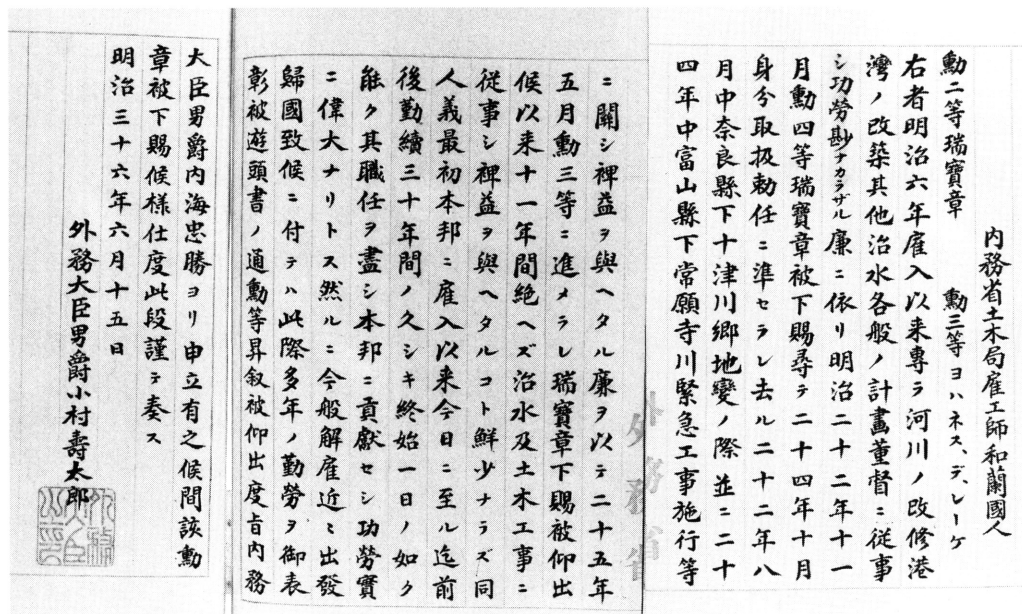 内務省土木局雇工師和蘭國人
勳二等瑞寶章　勳三等ヨハネス、デ、レーケ
右者明治六年雇入以来專ラ河川ノ改修港
灣ノ改築其他治水各般ノ計畫董督ニ從事
シ功勞尠ナカラザル廉ニ依リ明治二十二年十一
月勳四等瑞寶章被下賜尋テ二十四年十月
身分取扱勅任ニ準セラレ去ル二十二年八
月中奈良縣下十津川郷地變ノ際並ニ二十
四年中富山縣下常願寺川緊急工事施行等
ニ關シ裨益ヲ與ヘタル廉ヲ以テ二十五年
五月勳三等ニ進メラレ瑞寶章下賜被仰出
候以来十一年間絶ヘズ治水及土木工事ニ
從事シ裨益ヲ與ヘタルコト鮮少ナラズ同
人義最初本邦ニ雇入以来今日ニ至ル迄前
後勤續三十年間ノ久シキ終始一日ノ如ク
能ク其職任ヲ盡シ本邦ニ貢獻セシ功勞實
ニ偉大ナリトス然ルニ今般解雇近々出發
歸國致候ニ付テハ此際多年ノ勤勞ヲ御表
彰被遊頭書ノ通勳等昇叙被仰出度旨内務
大臣男爵内海忠勝ヨリ申立有之候間該勳
章被下賜候様仕度此段謹テ奏ス
明治三十六年六月十五日
外務大臣男爵小村壽太郎
外務省